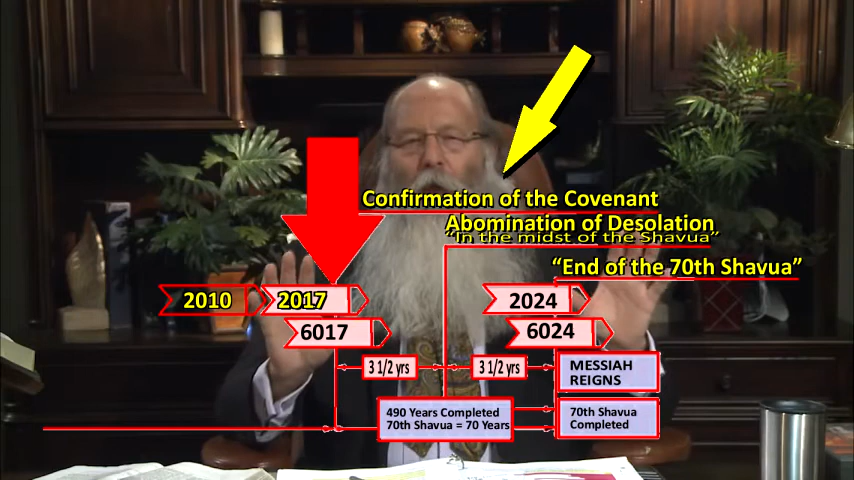 Confirmation of the Covenant
Abomination of Desolation
"In the midst of the Shavua"
"End of the 70th Shavua"
2010 2017 2024
6017 6024
3 1/2 yrs 3 1/2 yrs
MESSIAH
REIGNS
490 Years Completed
70th Shavua = 70 Years
70th Shavua
Completed